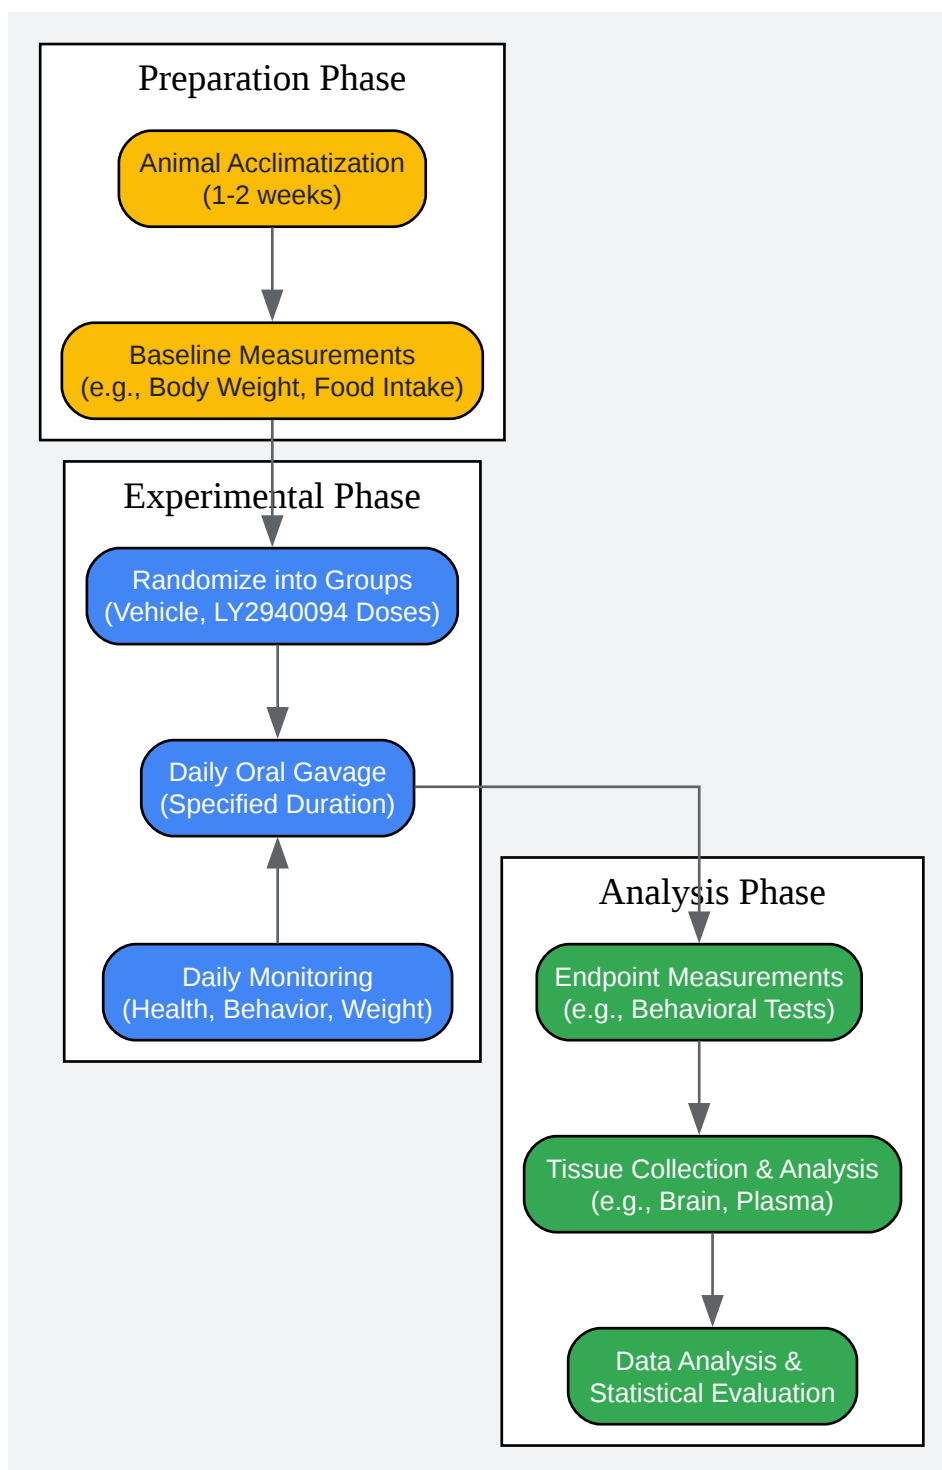 Preparation Phase
Animal Acclimatization
(1-2 weeks)
Baseline Measurements
(e.g., Body Weight, Food Intake)
Experimental Phase
Randomize into Groups
(Vehicle, LY2940094 Doses)
Daily Oral Gavage
(Specified Duration)
Daily Monitoring
(Health, Behavior, Weight)
Analysis Phase
Endpoint Measurements
(e.g., Behavioral Tests)
Tissue Collection & Analysis
(e.g., Brain, Plasma)
Data Analysis &
Statistical Evaluation